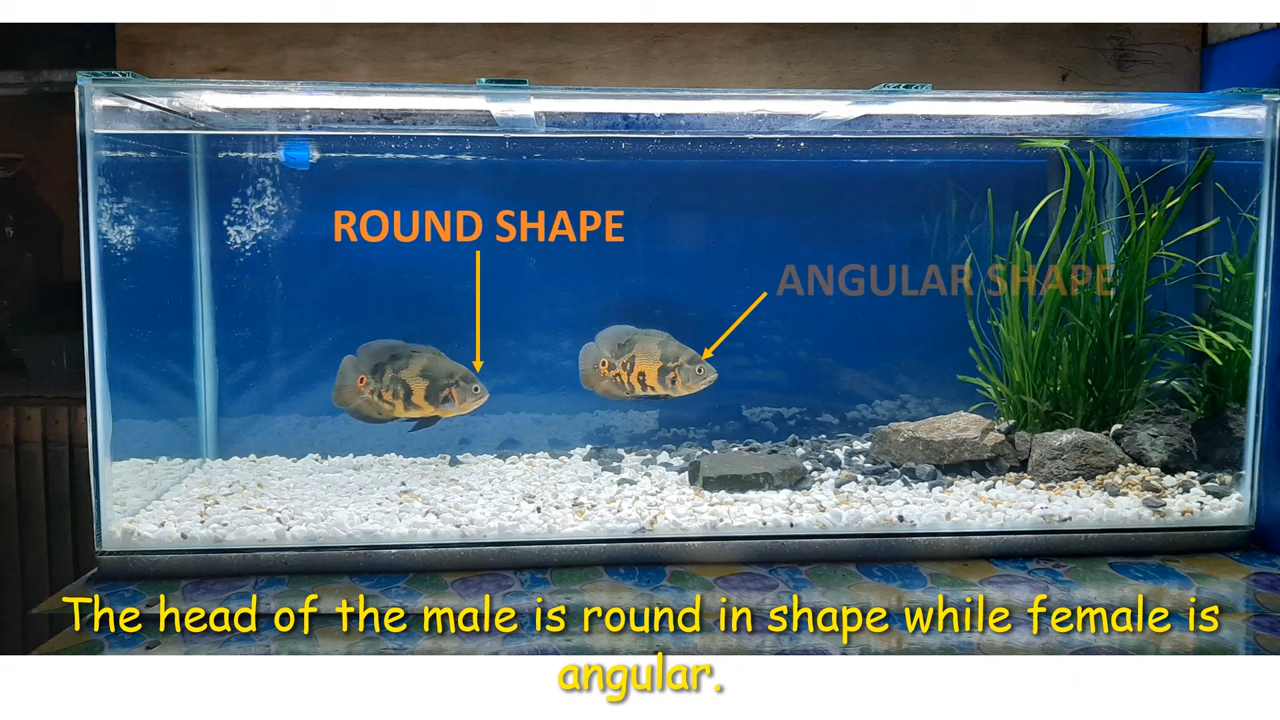 ROUND SHAPE
ANGULAR SHAPE
The head of the male is round in shape while female is
angular.